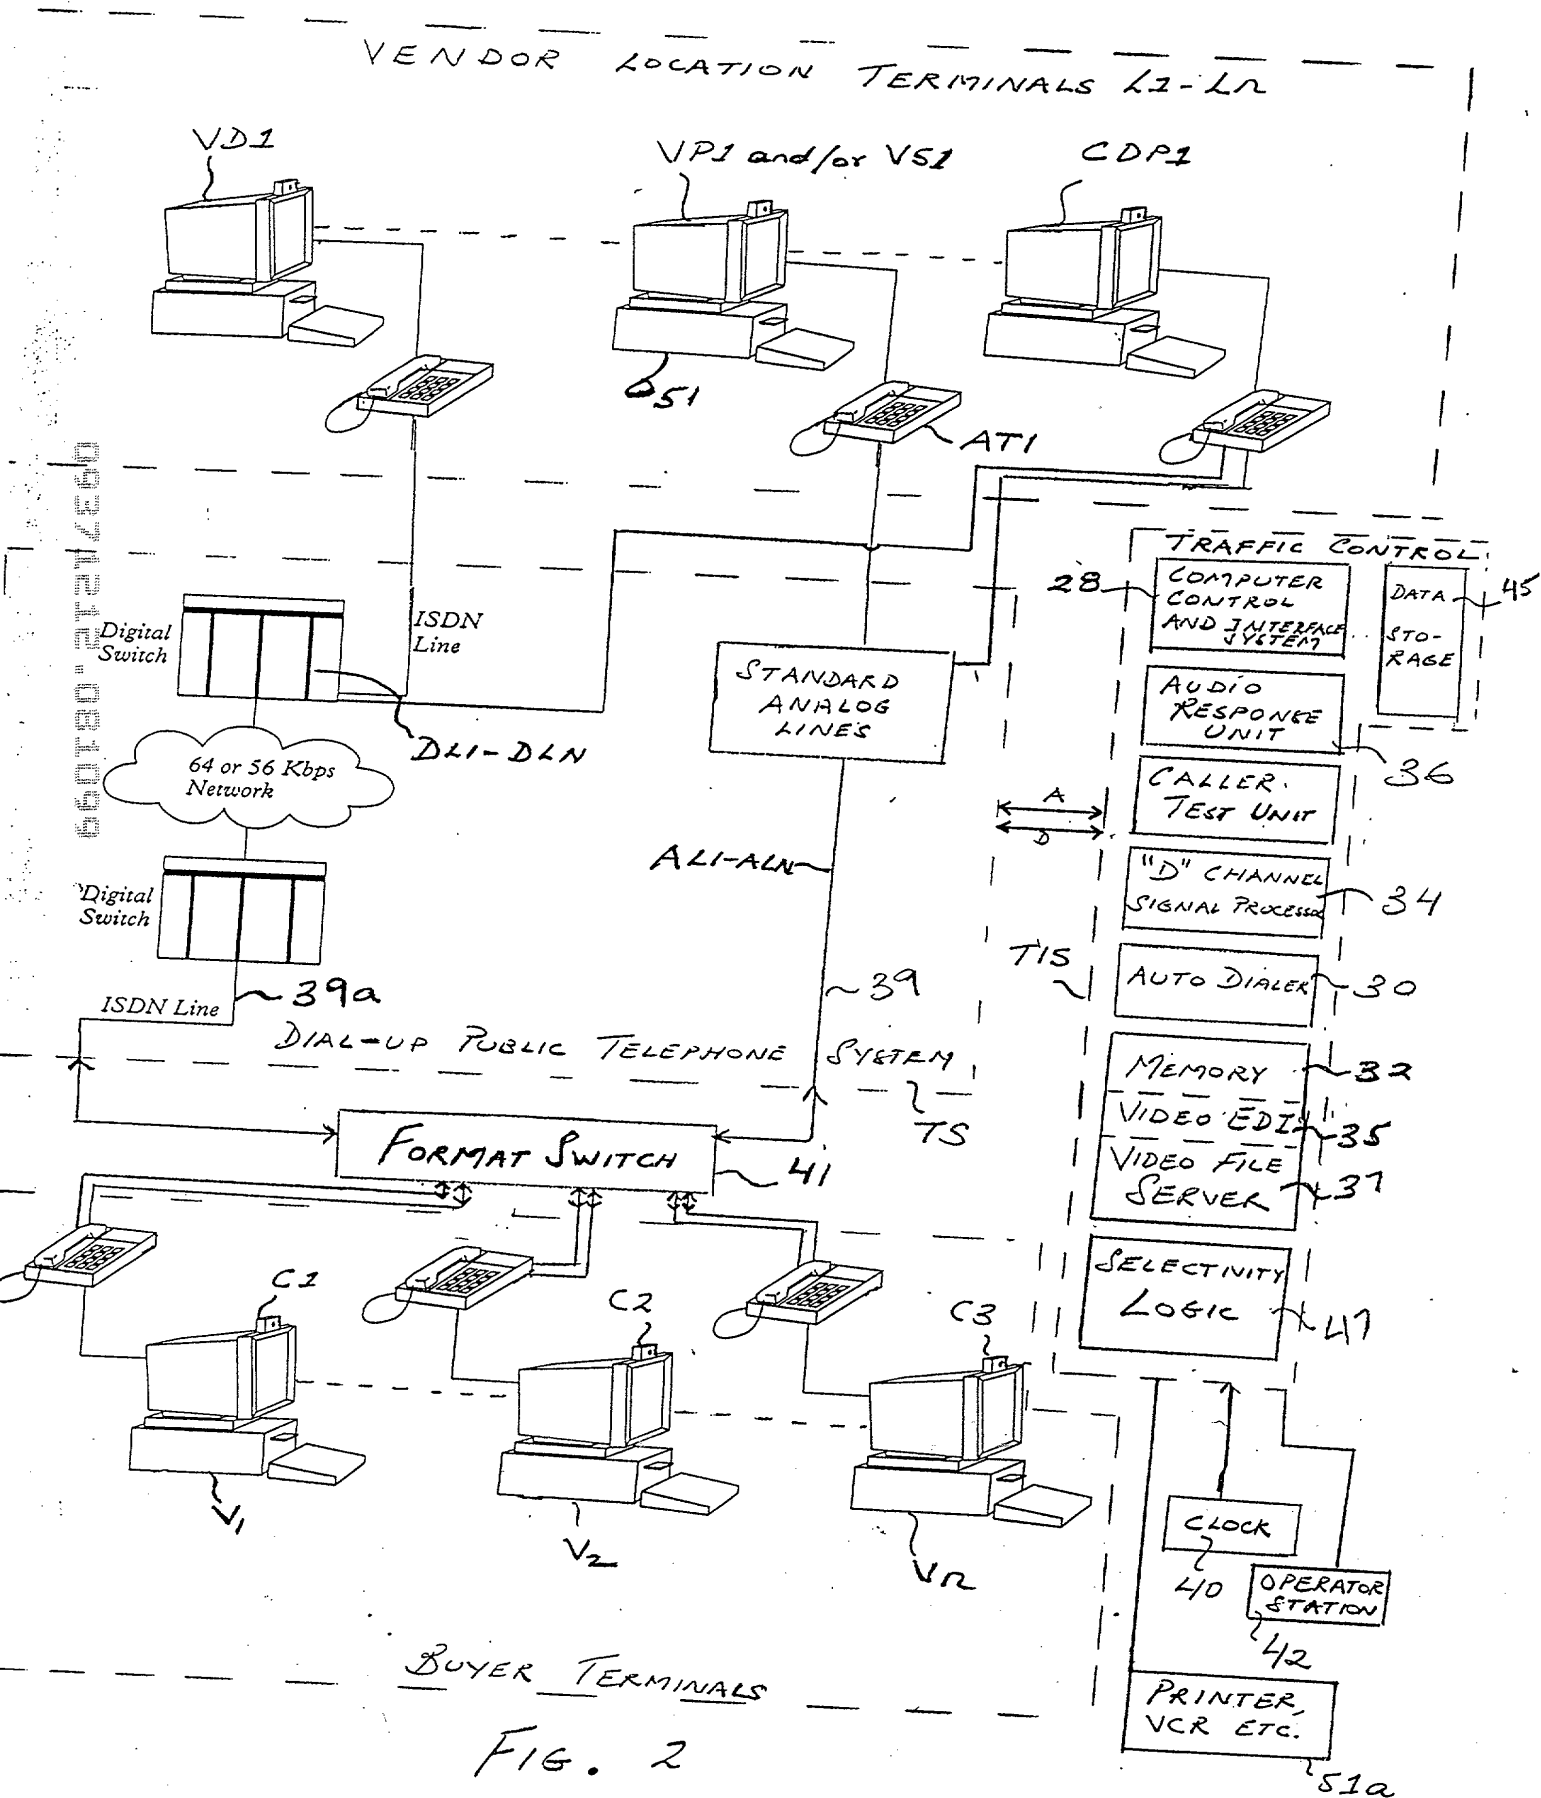 VENDOR LOCATION TERMINALS L1-Ln
VD1
VP1 and/or VS1
CDP1
51
AT1
09371212.081099
TRAFFIC CONTROL
28
COMPUTER
CONTROL
AND INTERFACE
SYSTEM
DATA
STO-
RAGE
45
Digital
Switch
ISDN
Line
STANDARD
ANALOG
LINES
AUDIO
RESPONSE
UNIT
36
DL1-DLN
64 or 56 Kbps
Network
CALLER
TEST UNIT
A
D
AL1-ALN
"D" CHANNEL
SIGNAL PROCESSOR
34
Digital
Switch
TIS
AUTO DIALER
30
39a
39
ISDN Line
DIAL-UP PUBLIC TELEPHONE SYSTEM
TS
MEMORY
32
VIDEO EDIT
35
VIDEO FILE
SERVER
37
FORMAT SWITCH
41
SELECTIVITY
LOGIC
47
C1
C2
C3
V1
V2
Vn
CLOCK
40
OPERATOR
STATION
42
BUYER TERMINALS
PRINTER,
VCR ETC.
51a
FIG. 2